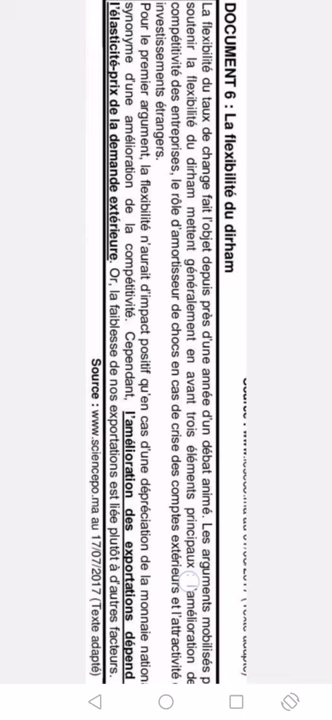 DOCUMENT 6 : La flexibilité du dirham
La flexibilité du taux de change fait l'objet depuis près d'une année d'un débat animé. Les arguments mobilisés p
soutenir la flexibilité du dirham mettent généralement en avant trois éléments principaux : l'amélioration de
compétitivité des entreprises, le rôle d'amortisseur de chocs en cas de crise des comptes extérieurs et l'attractivité
investissements étrangers.
Pour le premier argument, la flexibilité n'aurait d'impact positif qu'en cas d'une dépréciation de la monnaie nation
synonyme d'une amélioration de la compétitivité. Cependant, l'amélioration des exportations dépend
l'élasticité-prix de la demande extérieure. Or, la faiblesse de nos exportations est liée plutôt à d'autres facteurs.
Source : www.sciencepo.ma au 17/07/2017 (Texte adapté)